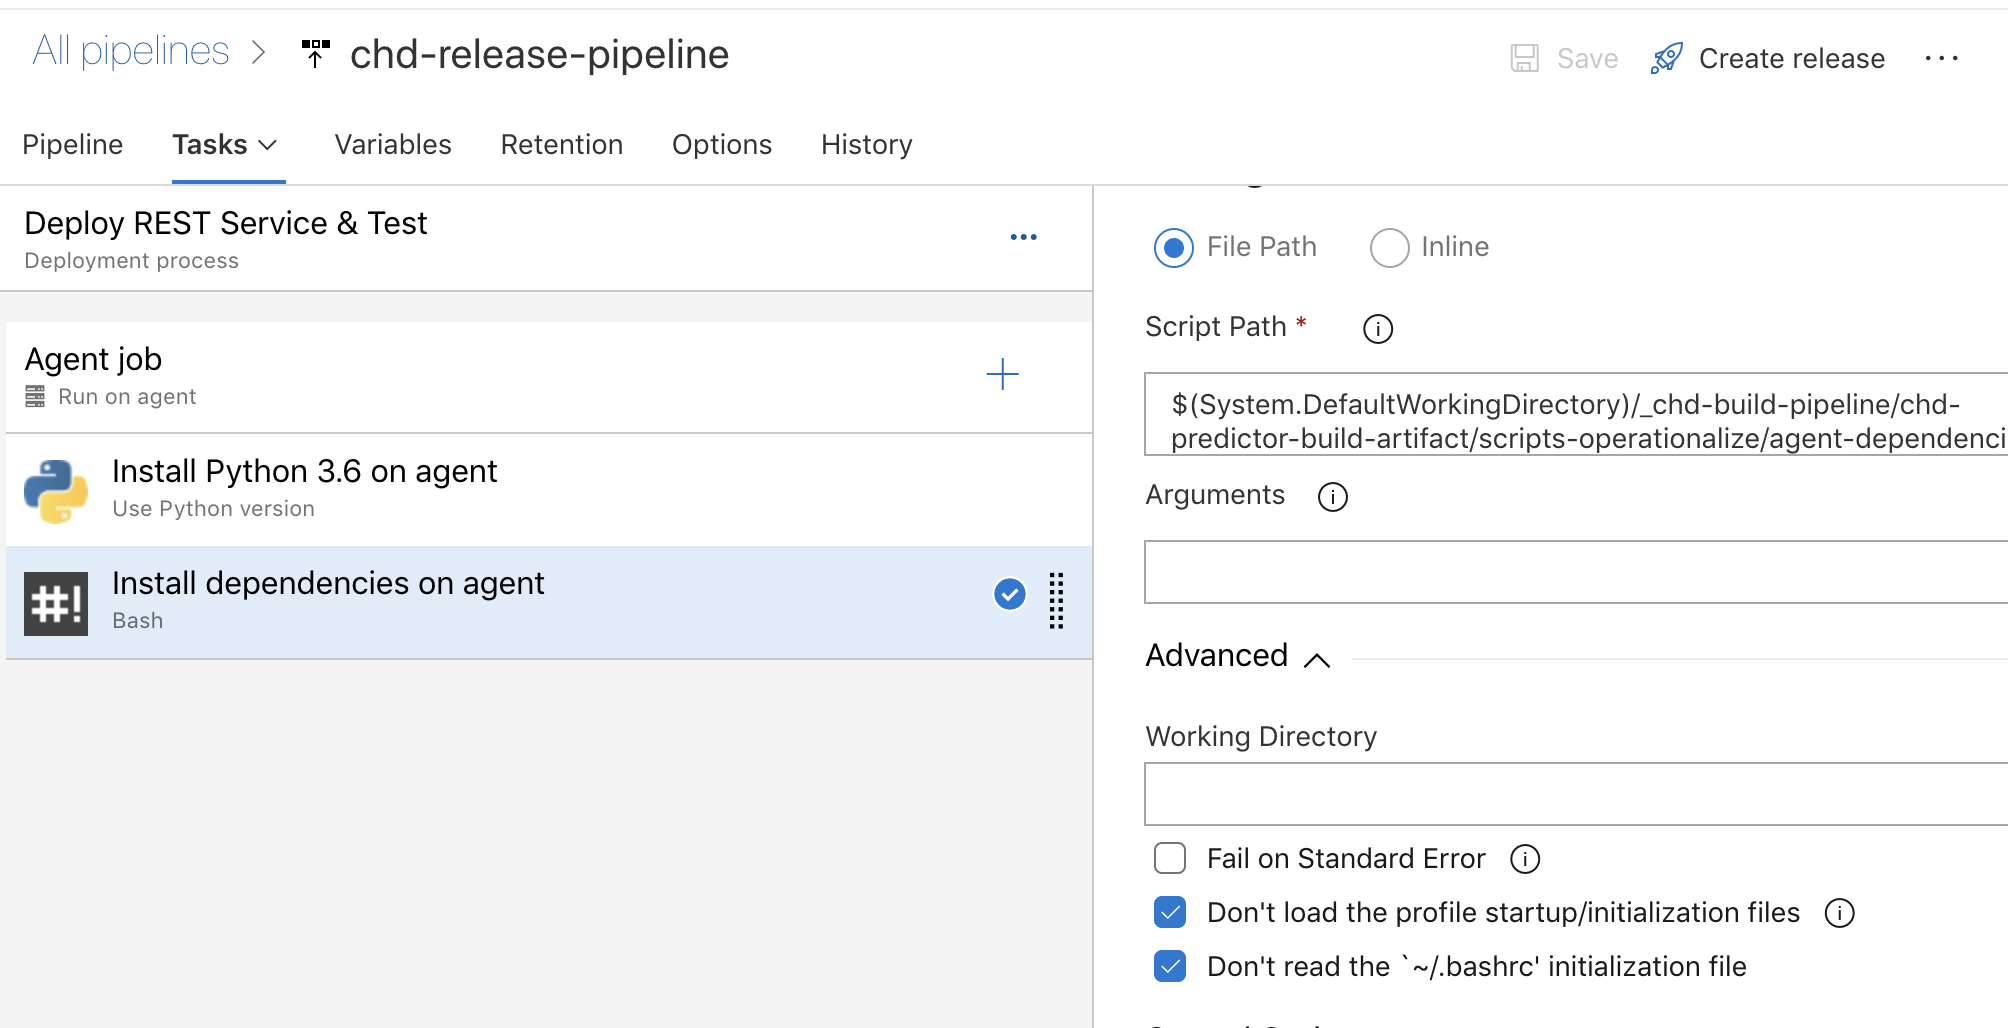 All pipelines > chd-release-pipeline
Save Create release ...
Pipeline Tasks Variables Retention Options History
Deploy REST Service & Test
Deployment process
Agent job
Run on agent
Install Python 3.6 on agent
Use Python version
#!
Install dependencies on agent
Bash
File Path Inline
Script Path *
$(System.DefaultWorkingDirectory)/_chd-build-pipeline/chd-
predictor-build-artifact/scripts-operationalize/agent-dependenci
Arguments
Advanced
Working Directory
Fail on Standard Error
Don't load the profile startup/initialization files
Don't read the `~/.bashrc' initialization file